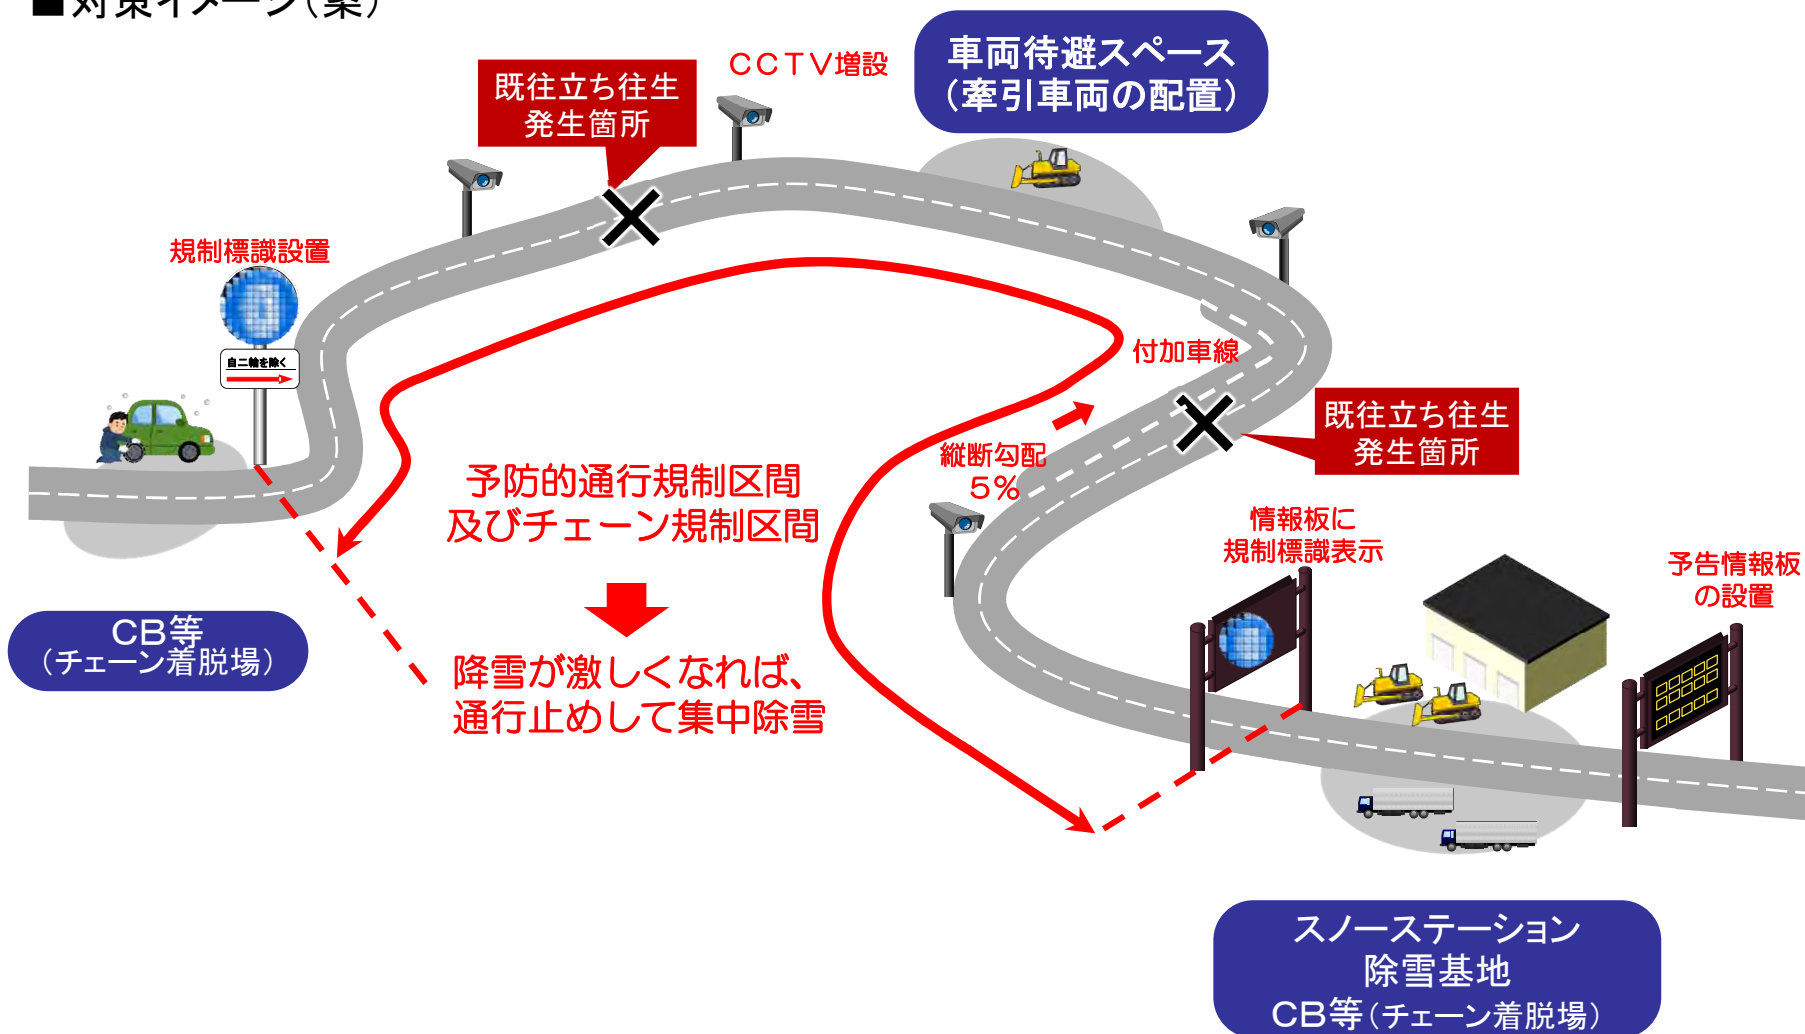 ■対策イメージ（案）
CCTV増設
車両待避スペース
（牽引車両の配置）
既往立ち往生
発生箇所
規制標識設置
自二輪を除く
付加車線
既往立ち往生
発生箇所
縦断勾配
5%
予防的通行規制区間
及びチェーン規制区間
情報板に
規制標識表示
予告情報板
の設置
CB等
（チェーン着脱場）
降雪が激しくなれば、
通行止めして集中除雪
スノーステーション
除雪基地
CB等（チェーン着脱場）